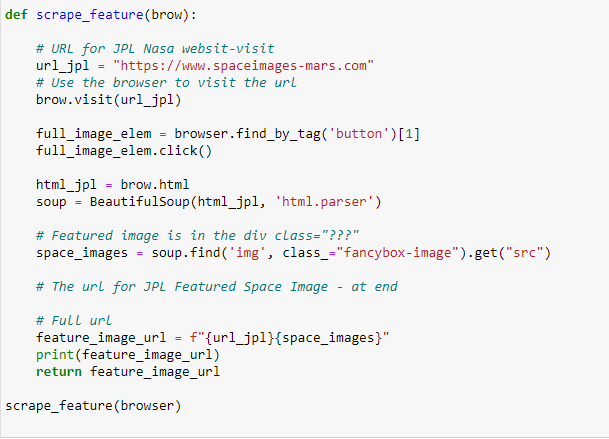 def scrape_feature(brow):
# URL for JPL Nasa websit-visit
url_jpl = "https://www.spaceimages-mars.com"
# Use the browser to visit the url
brow.visit(url_jpl)
full_image_elem = browser.find_by_tag('button')[1]
full_image_elem.click()
html_jpl = brow.html
soup = BeautifulSoup(html_jpl, 'html.parser')
# Featured image is in the div class="???"
space_images = soup.find('img', class_="fancybox-image").get("src")
# The url for JPL Featured Space Image - at end
# Full url
feature_image_url = f"{url_jpl}{space_images}"
print(feature_image_url)
return feature_image_url
scrape_feature(browser)